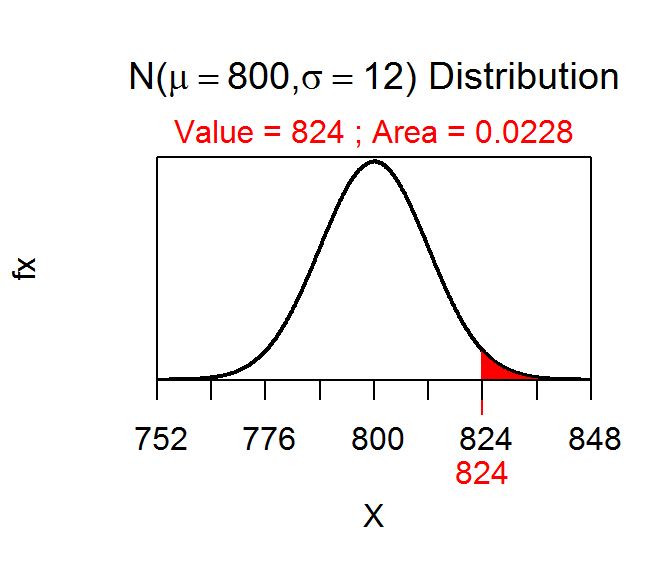 N(μ = 800,σ = 12) Distribution
Value = 824 ; Area = 0.0228
fx
752 776 800 824 848
824
X